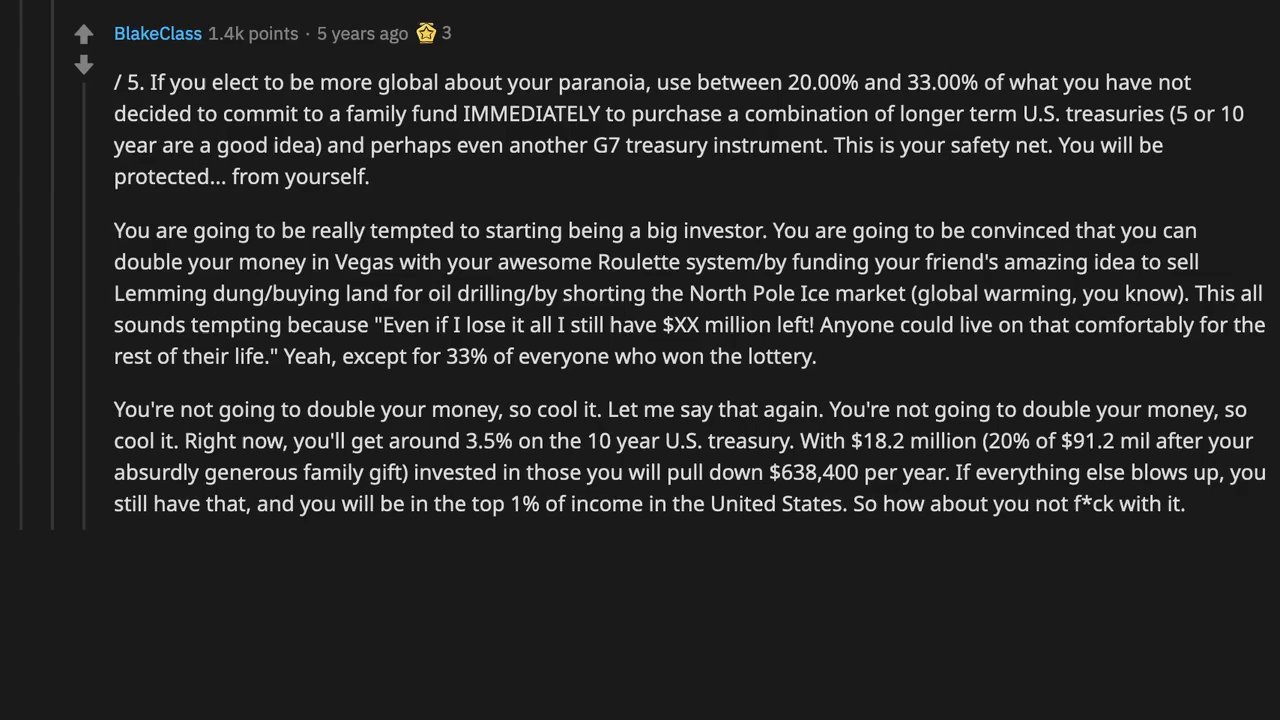 BlakeClass 1.4k points · 5 years ago 3
/ 5. If you elect to be more global about your paranoia, use between 20.00% and 33.00% of what you have not
decided to commit to a family fund IMMEDIATELY to purchase a combination of longer term U.S. treasuries (5 or 10
year are a good idea) and perhaps even another G7 treasury instrument. This is your safety net. You will be
protected... from yourself.
You are going to be really tempted to starting being a big investor. You are going to be convinced that you can
double your money in Vegas with your awesome Roulette system/by funding your friend's amazing idea to sell
Lemming dung/buying land for oil drilling/by shorting the North Pole Ice market (global warming, you know). This all
sounds tempting because "Even if I lose it all I still have $XX million left! Anyone could live on that comfortably for the
rest of their life." Yeah, except for 33% of everyone who won the lottery.
You're not going to double your money, so cool it. Let me say that again. You're not going to double your money, so
cool it. Right now, you'll get around 3.5% on the 10 year U.S. treasury. With $18.2 million (20% of $91.2 mil after your
absurdly generous family gift) invested in those you will pull down $638,400 per year. If everything else blows up, you
still have that, and you will be in the top 1% of income in the United States. So how about you not f*ck with it.